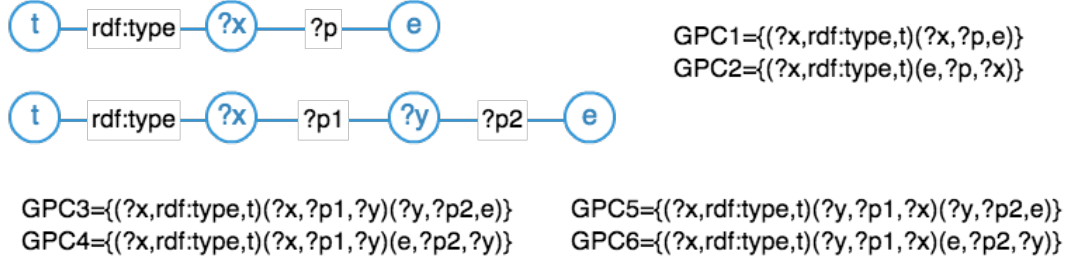 t rdf:type ?x ?p e
GPC1={(?x,rdf:type,t)(?x,?p,e)}
GPC2={(?x,rdf:type,t)(e,?p,?x)}
t rdf:type ?x ?p1 ?y ?p2 e
GPC3={(?x,rdf:type,t)(?x,?p1,?y)(?y,?p2,e)}
GPC4={(?x,rdf:type,t)(?x,?p1,?y)(e,?p2,?y)}
GPC5={(?x,rdf:type,t)(?y,?p1,?x)(?y,?p2,e)}
GPC6={(?x,rdf:type,t)(?y,?p1,?x)(e,?p2,?y)}